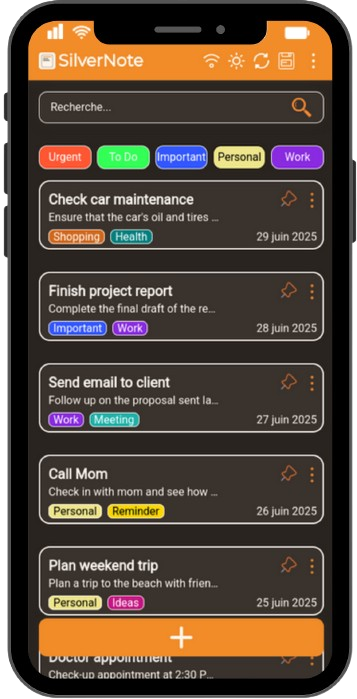 SilverNote
Recherche...
Urgent To Do Important Personal Work
Check car maintenance
Ensure that the car's oil and tires ...
Shopping Health 29 juin 2025
Finish project report
Complete the final draft of the re...
Important Work 28 juin 2025
Send email to client
Follow up on the proposal sent la...
Work Meeting 27 juin 2025
Call Mom
Check in with mom and see how ...
Personal Reminder 26 juin 2025
Plan weekend trip
Plan a trip to the beach with frien...
Personal Ideas 25 juin 2025
Doctor appointment
Check-up appointment at 2:30 P...